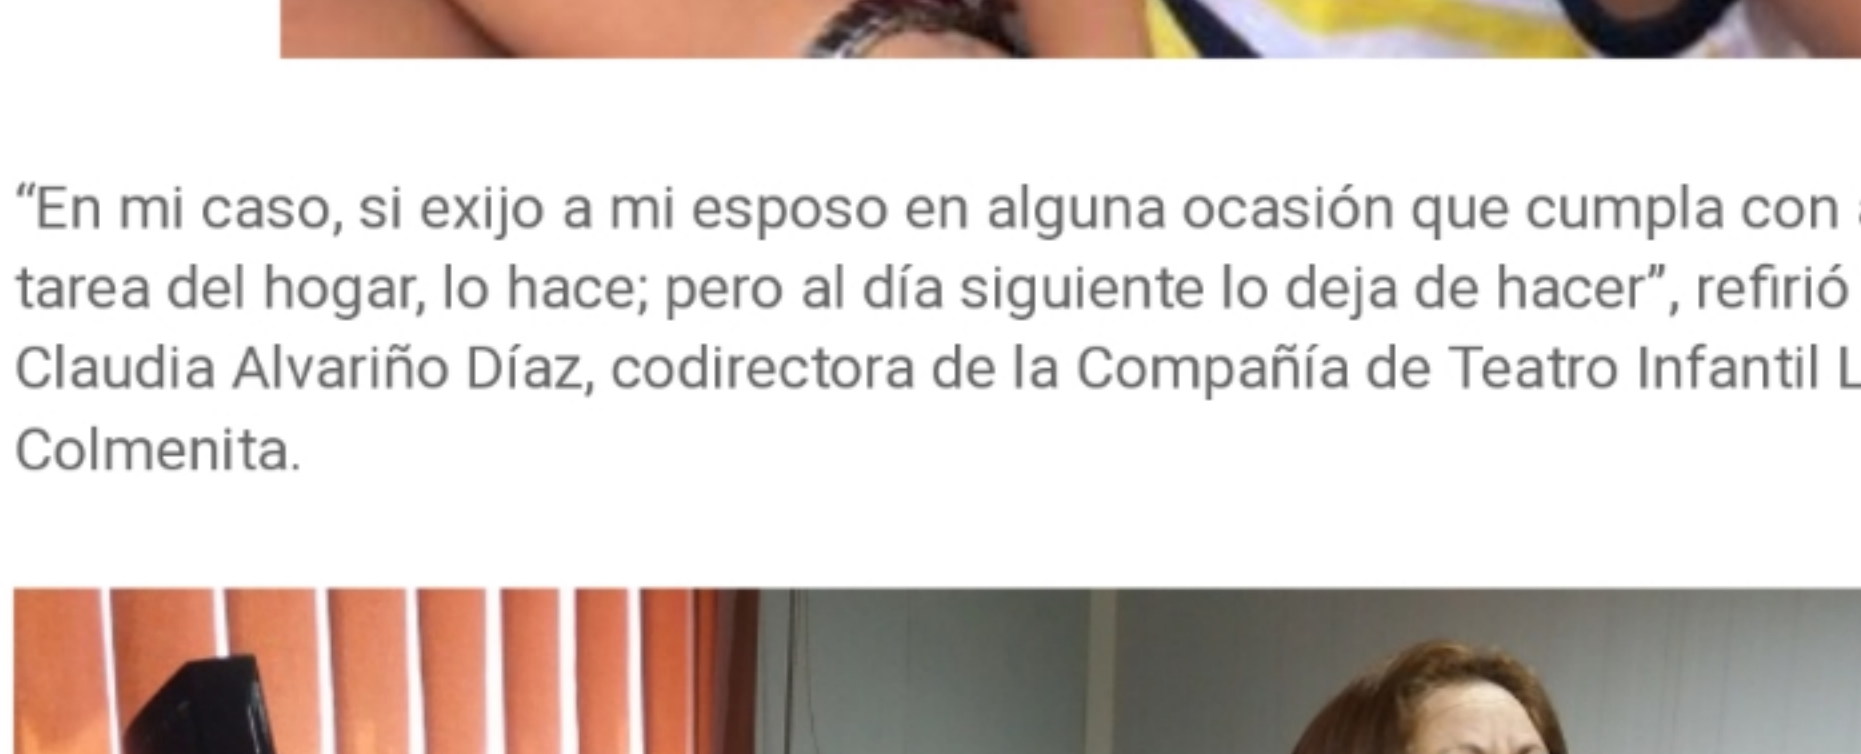 “En mi caso, si exijo a mi esposo en alguna ocasión que cumpla con
tarea del hogar, lo hace; pero al día siguiente lo deja de hacer”, refirió
Claudia Alvariño Díaz, codirectora de la Compañía de Teatro Infantil L
Colmenita.